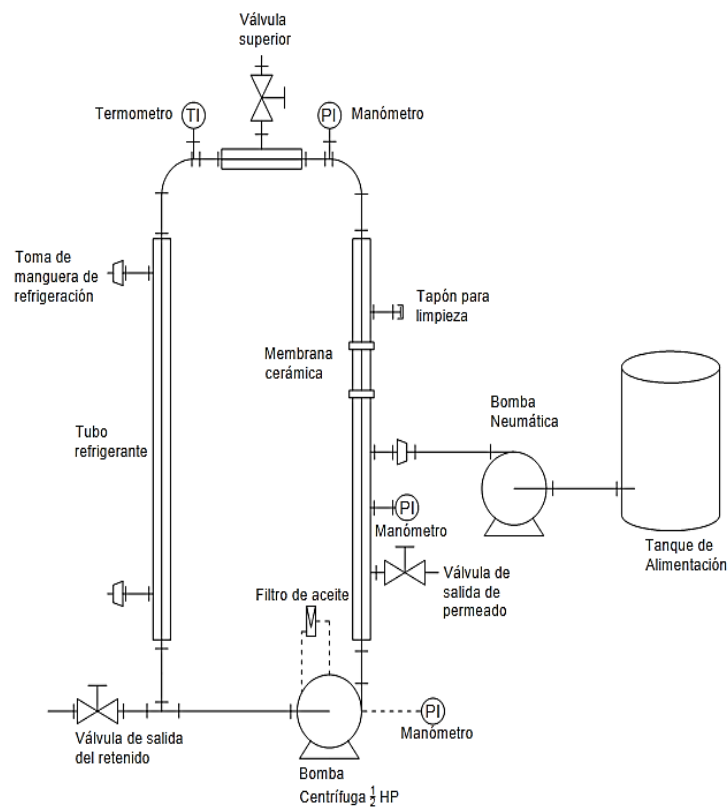 Válvula
superior
Termometro
TI
PI
Manómetro
Toma de
manguera de
refrigeración
Tapón para
limpieza
Membrana
cerámica
Bomba
Neumática
Tubo
refrigerante
PI
Manómetro
Tanque de
Alimentación
Filtro de aceite
Válvula de
salida de
permeado
PI
Manómetro
Válvula de salida
del retenido
Bomba
Centrífuga ½ HP